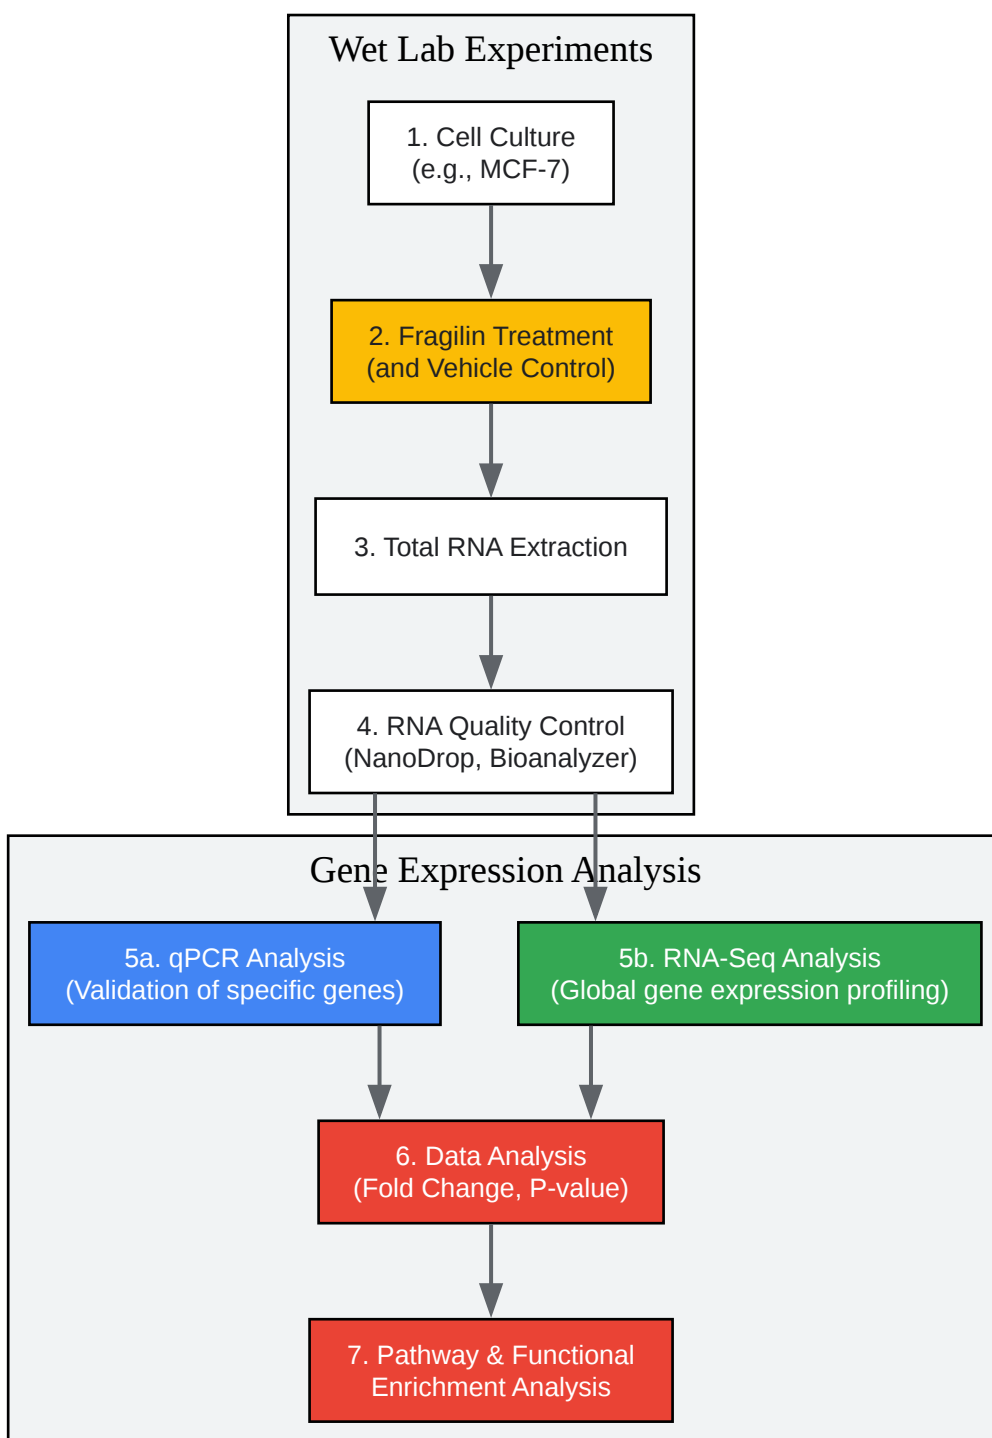 Wet Lab Experiments
1. Cell Culture
(e.g., MCF-7)
2. Fragilin Treatment
(and Vehicle Control)
3. Total RNA Extraction
4. RNA Quality Control
(NanoDrop, Bioanalyzer)
Gene Expression Analysis
5a. qPCR Analysis
(Validation of specific genes)
5b. RNA-Seq Analysis
(Global gene expression profiling)
6. Data Analysis
(Fold Change, P-value)
7. Pathway & Functional
Enrichment Analysis